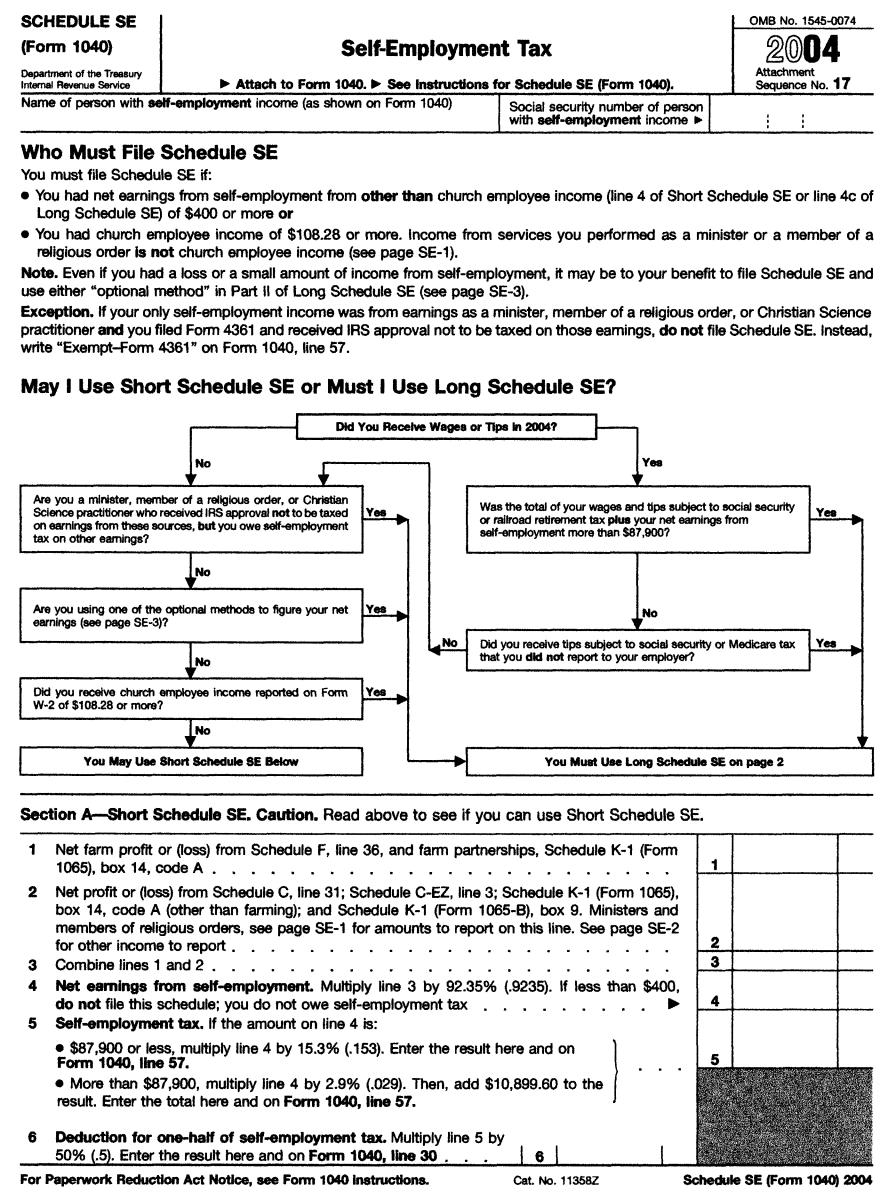 SCHEDULE SE
(Form 1040)
Department of the Treasury
Internal Revenue Service
Self-Employment Tax
▶ Attach to Form 1040. ▶ See Instructions for Schedule SE (Form 1040).
OMB No. 1545-0074
2004
Attachment
Sequence No. 17
Name of person with self-employment income (as shown on Form 1040)
Social security number of person
with self-employment income ▶
Who Must File Schedule SE
You must file Schedule SE if:
● You had net earnings from self-employment from other than church employee income (line 4 of Short Schedule SE or line 4c of
Long Schedule SE) of $400 or more or
● You had church employee income of $108.28 or more. Income from services you performed as a minister or a member of a
religious order is not church employee income (see page SE-1).
Note. Even if you had a loss or a small amount of income from self-employment, it may be to your benefit to file Schedule SE and
use either “optional method” in Part II of Long Schedule SE (see page SE-3).
Exception. If your only self-employment income was from earnings as a minister, member of a religious order, or Christian Science
practitioner and you filed Form 4361 and received IRS approval not to be taxed on those earnings, do not file Schedule SE. Instead,
write “Exempt–Form 4361” on Form 1040, line 57.
May I Use Short Schedule SE or Must I Use Long Schedule SE?
Did You Receive Wages or Tips in 2004?
No
Yes
Are you a minister, member of a religious order, or Christian
Science practitioner who received IRS approval not to be taxed
on earnings from these sources, but you owe self-employment
tax on other earnings?
Yes
Was the total of your wages and tips subject to social security
or railroad retirement tax plus your net earnings from
self-employment more than $87,900?
Yes
No
Are you using one of the optional methods to figure your net
earnings (see page SE-3)?
Yes
No
No
Did you receive tips subject to social security or Medicare tax
that you did not report to your employer?
Yes
No
Did you receive church employee income reported on Form
W-2 of $108.28 or more?
Yes
No
You May Use Short Schedule SE Below
You Must Use Long Schedule SE on page 2
Section A—Short Schedule SE. Caution. Read above to see if you can use Short Schedule SE.
1 Net farm profit or (loss) from Schedule F, line 36, and farm partnerships, Schedule K-1 (Form
1065), box 14, code A . . . . . . . . . . . . . . . . . . . . . . . . 1
2 Net profit or (loss) from Schedule C, line 31; Schedule C-EZ, line 3; Schedule K-1 (Form 1065),
box 14, code A (other than farming); and Schedule K-1 (Form 1065-B), box 9. Ministers and
members of religious orders, see page SE-1 for amounts to report on this line. See page SE-2
for other income to report . . . . . . . . . . . . . . . . . . . . . . . 2
3 Combine lines 1 and 2 . . . . . . . . . . . . . . . . . . . . . . . . 3
4 Net earnings from self-employment. Multiply line 3 by 92.35% (.9235). If less than $400,
do not file this schedule; you do not owe self-employment tax . . . . . . . . . ▶ 4
5 Self-employment tax. If the amount on line 4 is:
● $87,900 or less, multiply line 4 by 15.3% (.153). Enter the result here and on
Form 1040, line 57.
. . . 5
● More than $87,900, multiply line 4 by 2.9% (.029). Then, add $10,899.60 to the
result. Enter the total here and on Form 1040, line 57.
6 Deduction for one-half of self-employment tax. Multiply line 5 by
50% (.5). Enter the result here and on Form 1040, line 30 . . . 6
For Paperwork Reduction Act Notice, see Form 1040 instructions.
Cat. No. 11358Z
Schedule SE (Form 1040) 2004